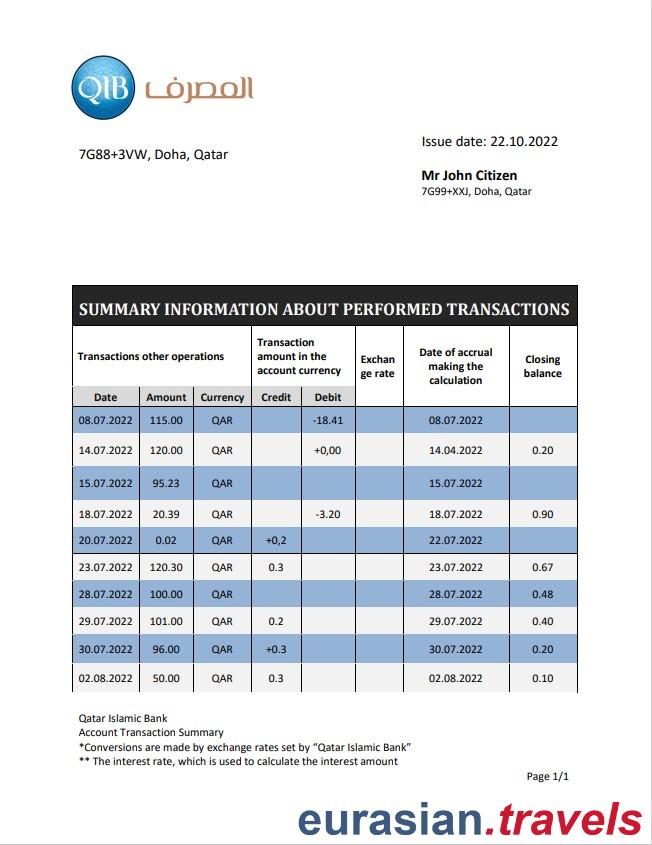 QIB المصرف
Issue date: 22.10.2022
7G88+3VW, Doha, Qatar
Mr John Citizen
7G99+XXJ, Doha, Qatar
SUMMARY INFORMATION ABOUT PERFORMED TRANSACTIONS
Transactions other operations
Transaction amount in the account currency
Exchan ge rate
Date of accrual making the calculation
Closing balance
Date Amount Currency Credit Debit
08.07.2022 115.00 QAR -18.41 08.07.2022
14.07.2022 120.00 QAR +0,00 14.04.2022 0.20
15.07.2022 95.23 QAR 15.07.2022
18.07.2022 20.39 QAR -3.20 18.07.2022 0.90
20.07.2022 0.02 QAR +0,2 22.07.2022
23.07.2022 120.30 QAR 0.3 23.07.2022 0.67
28.07.2022 100.00 QAR 28.07.2022 0.48
29.07.2022 101.00 QAR 0.2 29.07.2022 0.40
30.07.2022 96.00 QAR +0.3 30.07.2022 0.20
02.08.2022 50.00 QAR 0.3 02.08.2022 0.10
Qatar Islamic Bank
Account Transaction Summary
*Conversions are made by exchange rates set by “Qatar Islamic Bank”
** The interest rate, which is used to calculate the interest amount
Page 1/1
eurasian.travels